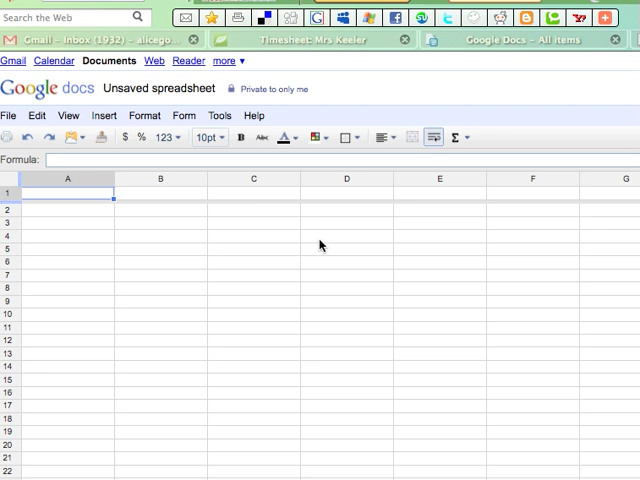 Search the Web
Gmail - Inbox (1932) - alicego...
Timesheet: Mrs Keeler
Google Docs - All items
Gmail Calendar Documents Web Reader more ▼
Google docs Unsaved spreadsheet Private to only me
File Edit View Insert Format Form Tools Help
$ % 123 10pt B Abc A Σ
Formula:
A B C D E F G
1
2
3
4
5
6
7
8
9
10
11
12
13
14
15
16
17
18
19
20
21
22